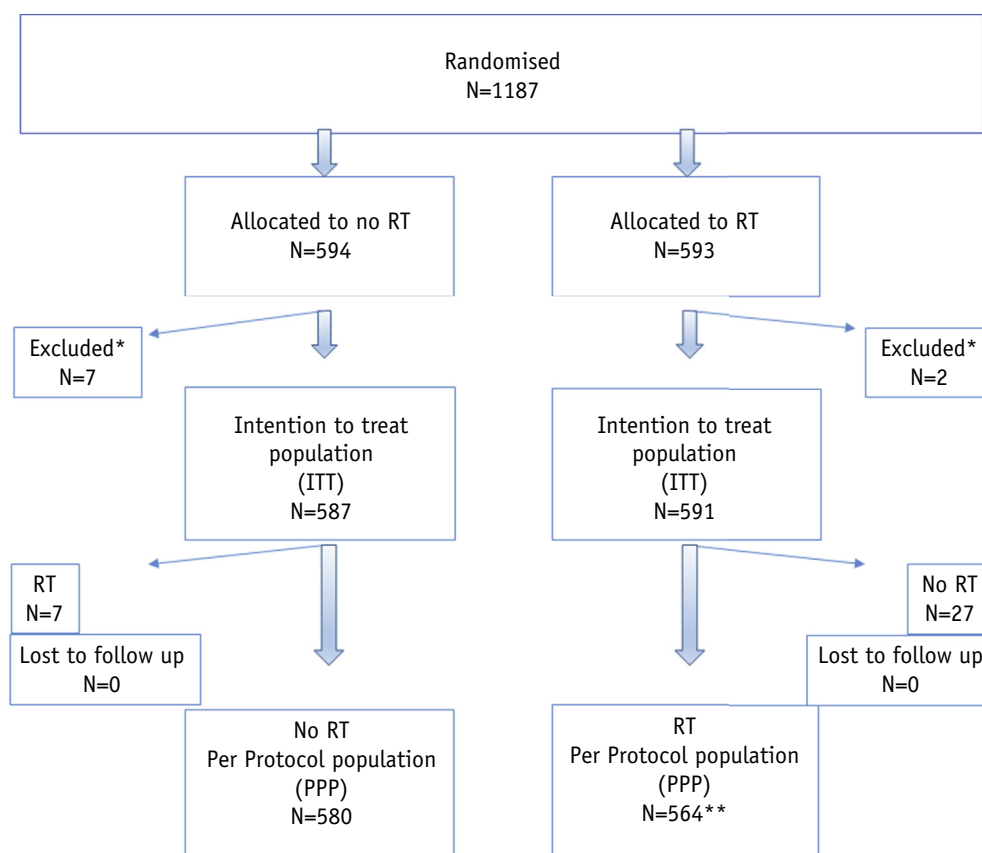 Randomised
N=1187
Allocated to no RT
N=594
Allocated to RT
N=593
Excluded*
N=7
Excluded*
N=2
Intention to treat
population
(ITT)
N=587
Intention to treat
population
(ITT)
N=591
RT
N=7
Lost to follow up
N=0
No RT
N=27
Lost to follow up
N=0
No RT
Per Protocol population
(PPP)
N=580
RT
Per Protocol population
(PPP)
N=564**